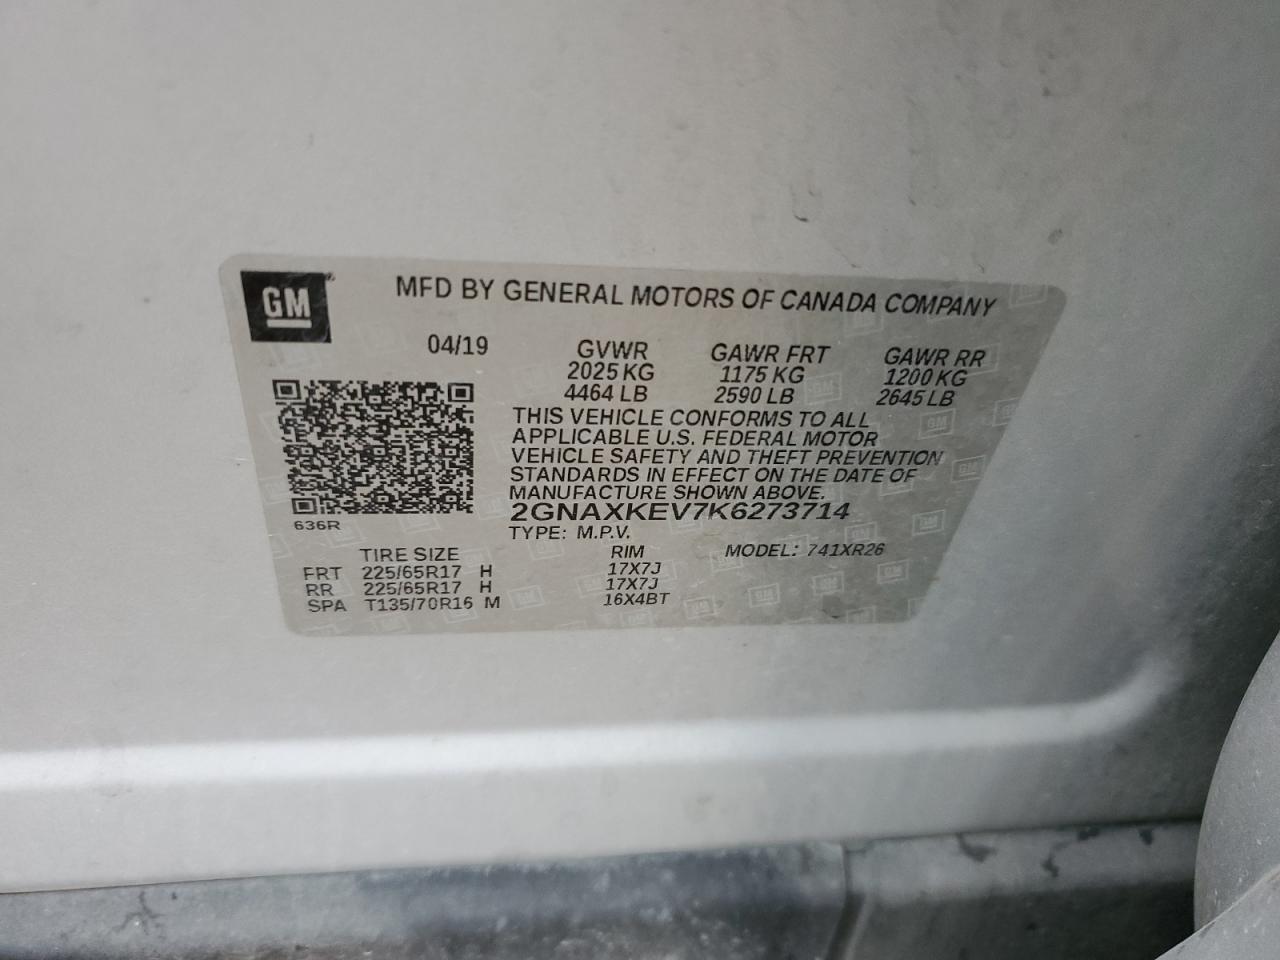 GM
MFD BY GENERAL MOTORS OF CANADA COMPANY
04/19
GVWR GAWR FRT GAWR RR
2025 KG 1175 KG 1200 KG
4464 LB 2590 LB 2645 LB
THIS VEHICLE CONFORMS TO ALL
APPLICABLE U.S. FEDERAL MOTOR
VEHICLE SAFETY AND THEFT PREVENTION
STANDARDS IN EFFECT ON THE DATE OF
MANUFACTURE SHOWN ABOVE.
2GNAXKEV7K6273714
636R
TYPE: M.P.V.
TIRE SIZE RIM MODEL: 741XR26
FRT 225/65R17 H 17X7J
RR 225/65R17 H 17X7J
SPA T135/70R16 M 16X4BT